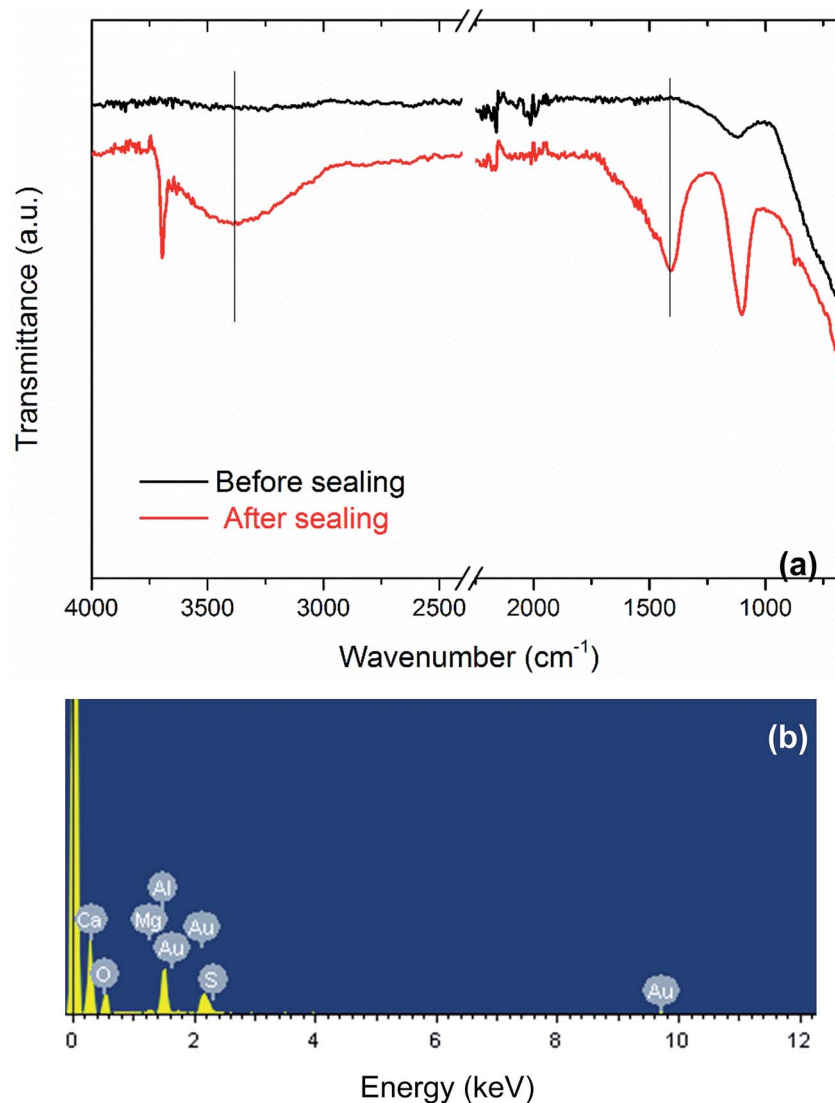 Transmittance (a.u.)
Before sealing
After sealing
(a)
4000 3500 3000 2500 2000 1500 1000
Wavenumber (cm⁻¹)
(b)
Al
Ca Mg Au
Au
O S
Au
0 2 4 6 8 10 12
Energy (keV)